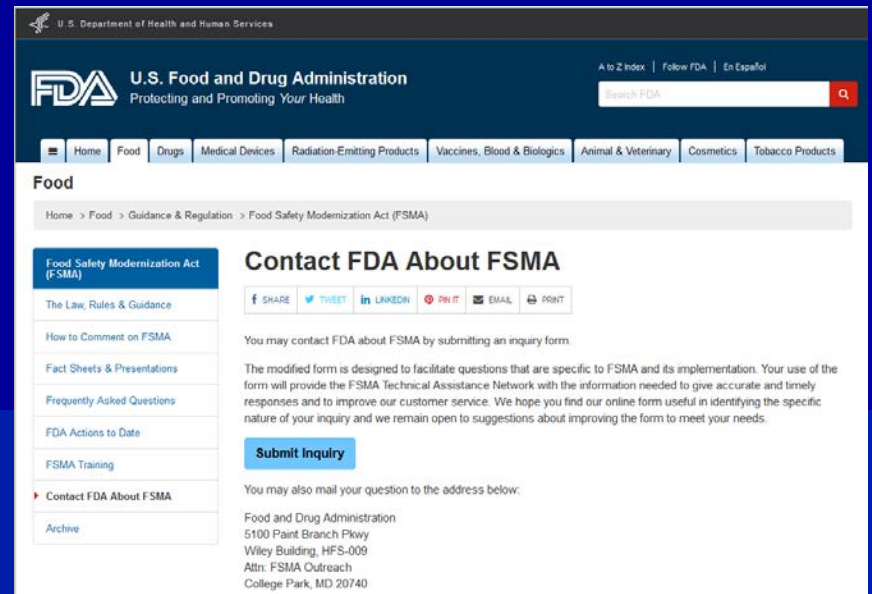 U.S. Department of Health and Human Services
A to Z Index | Follow FDA | En Español
FDA
U.S. Food and Drug Administration
Protecting and Promoting Your Health
Search FDA
Home Food Drugs Medical Devices Radiation-Emitting Products Vaccines, Blood & Biologics Animal & Veterinary Cosmetics Tobacco Products
Food
Home > Food > Guidance & Regulation > Food Safety Modernization Act (FSMA)
Food Safety Modernization Act
(FSMA)
The Law, Rules & Guidance
How to Comment on FSMA
Fact Sheets & Presentations
Frequently Asked Questions
FDA Actions to Date
FSMA Training
Contact FDA About FSMA
Archive
Contact FDA About FSMA
f SHARE TWEET in LINKEDIN PIN IT EMAIL PRINT
You may contact FDA about FSMA by submitting an inquiry form.
The modified form is designed to facilitate questions that are specific to FSMA and its implementation. Your use of the
form will provide the FSMA Technical Assistance Network with the information needed to give accurate and timely
responses and to improve our customer service. We hope you find our online form useful in identifying the specific
nature of your inquiry and we remain open to suggestions about improving the form to meet your needs.
Submit Inquiry
You may also mail your question to the address below:
Food and Drug Administration
5100 Paint Branch Pkwy
Wiley Building, HFS-009
Attn: FSMA Outreach
College Park, MD 20740